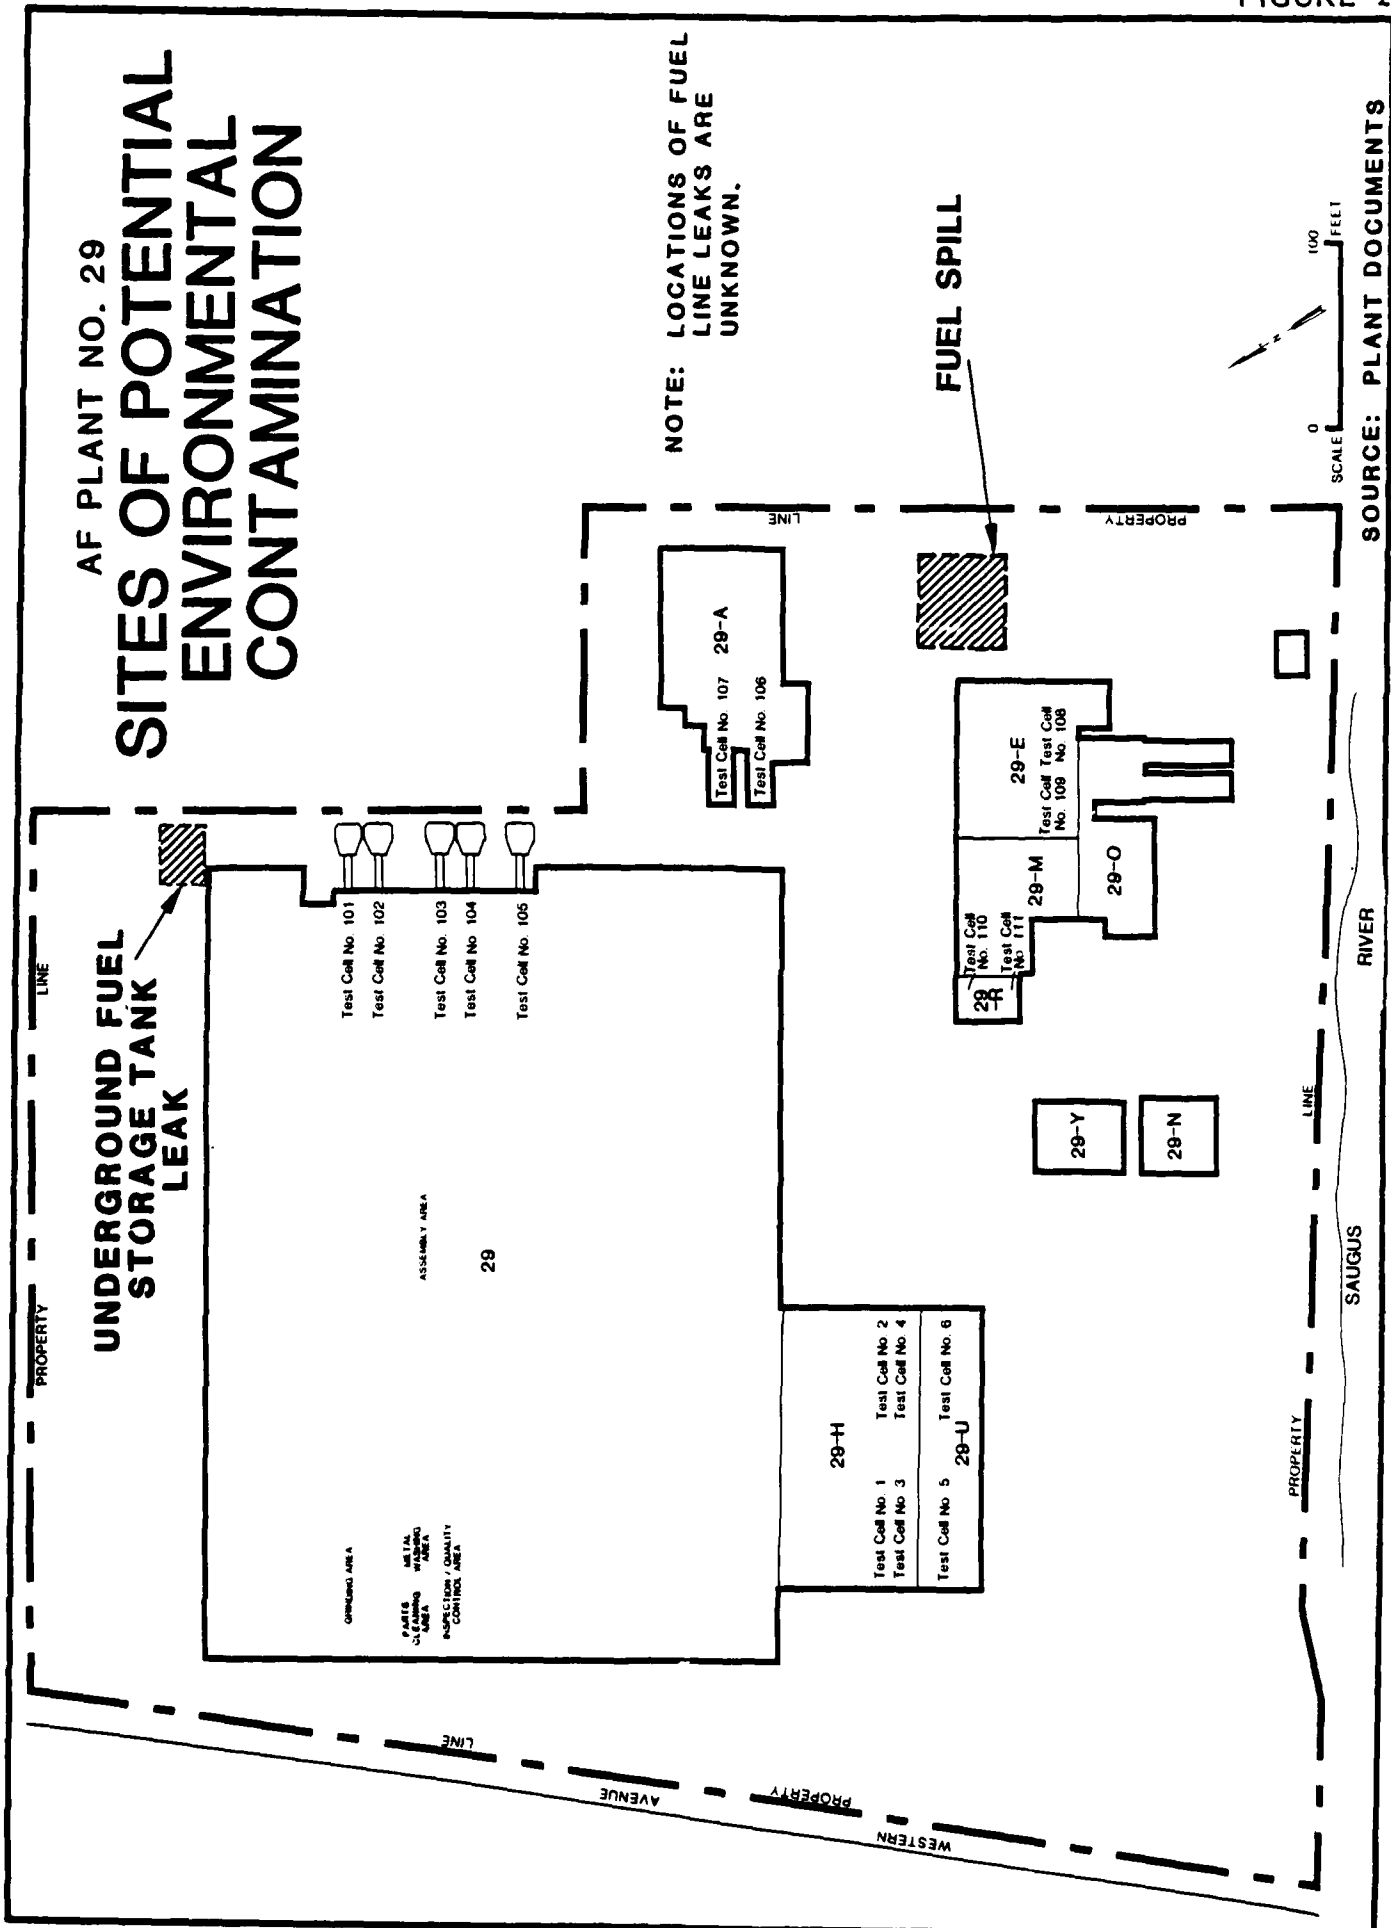 FIGURE 2
AF PLANT NO. 29
SITES OF POTENTIAL
ENVIRONMENTAL
CONTAMINATION
NOTE: LOCATIONS OF FUEL
LINE LEAKS ARE
UNKNOWN.
FUEL SPILL
UNDERGROUND FUEL
STORAGE TANK
LEAK
PROPERTY
LINE
LINE
PROPERTY
Test Cell No. 101
Test Cell No. 102
Test Cell No. 103
Test Cell No 104
Test Cell No. 105
ASSEMBLY AREA
29
GRINDING AREA
PARTS
CLEANING
AREA
METAL
WASHING
AREA
INSPECTION / QUALITY
CONTROL AREA
29-A
Test Cell No. 107
Test Cell No. 106
29-E
Test Cell
No. 109
Test Cell
No. 108
29-M
29-O
Test Cell
No. 110
Test Cell
No 111
29
-R
29-Y
29-N
29-H
Test Cell No. 1
Test Cell No. 2
Test Cell No 3
Test Cell No. 4
Test Cell No 5
Test Cell No. 6
29-U
WESTERN
AVENUE
PROPERTY
LINE
PROPERTY
LINE
SAUGUS
RIVER
SCALE
0
100
FEET
SOURCE: PLANT DOCUMENTS